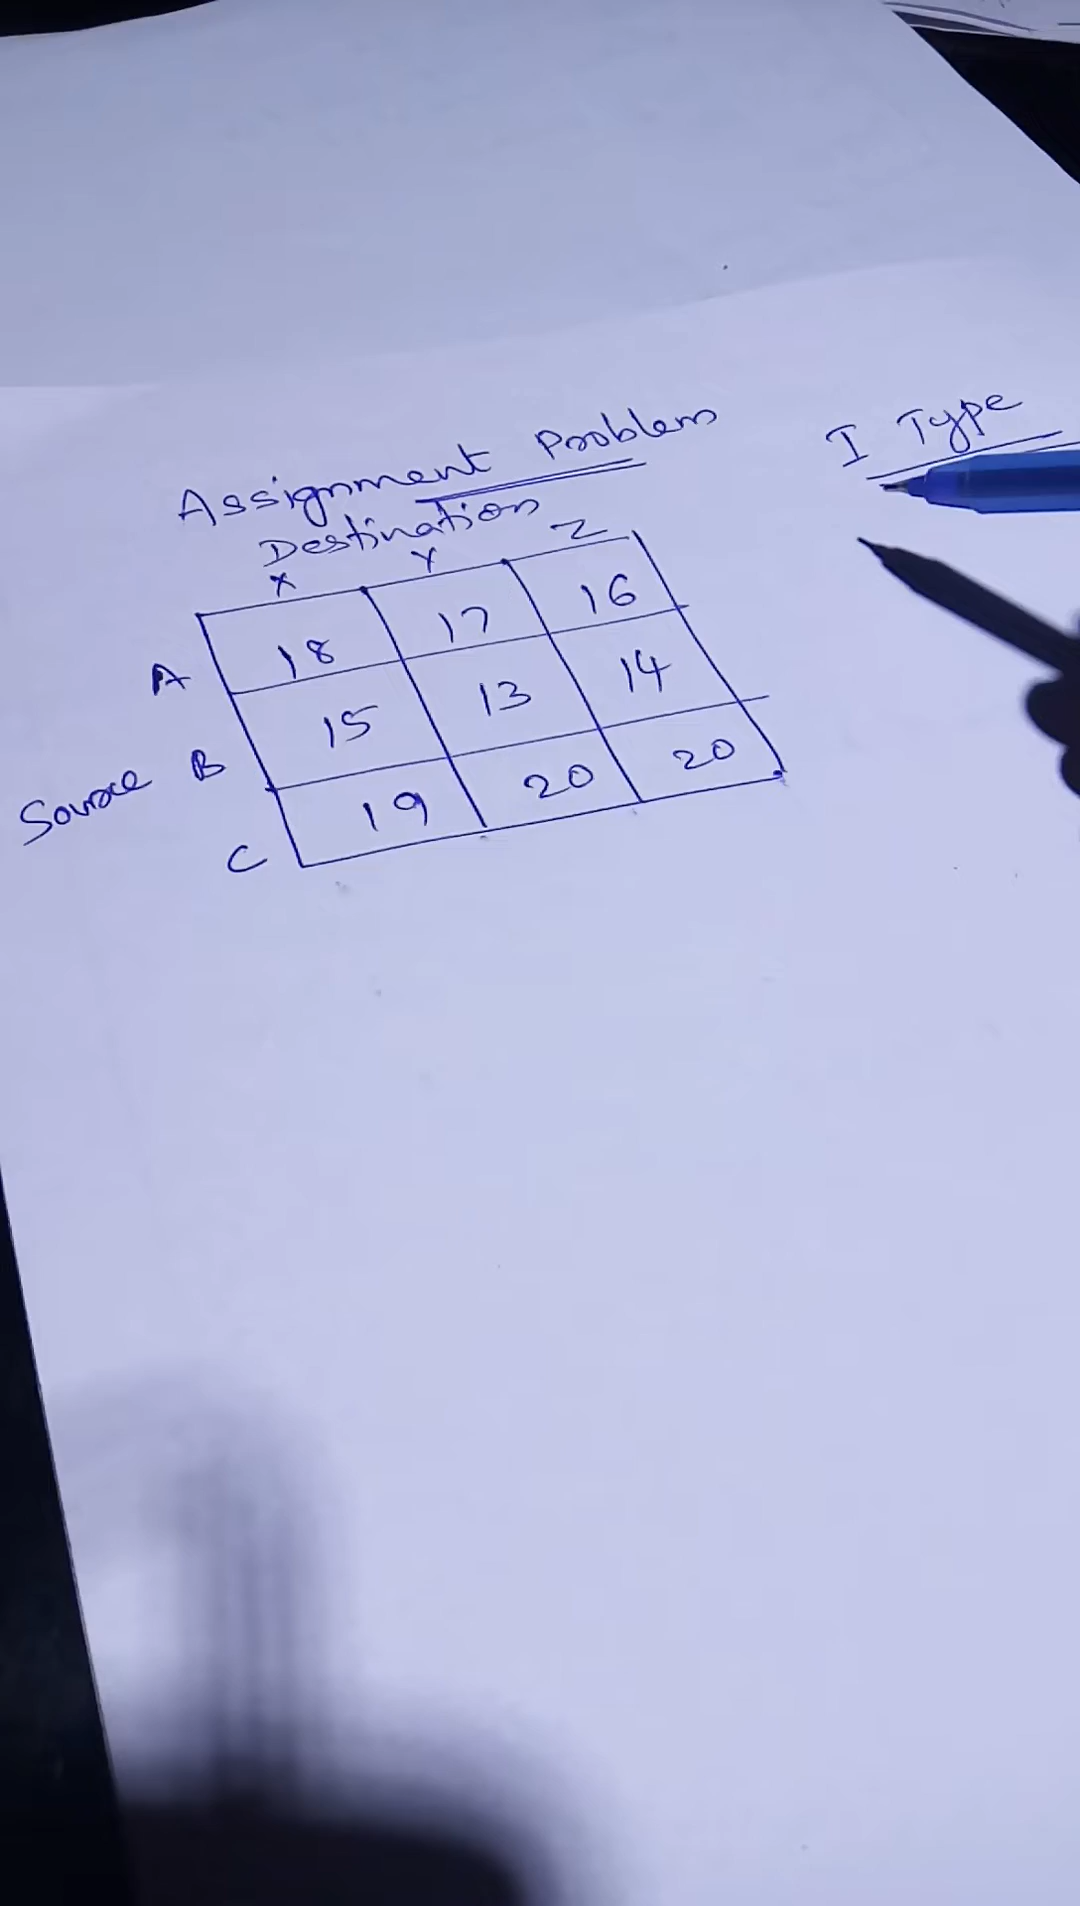 Assignment Problem
I Type
Destination
X Y Z
A 18 17 16
Source B 15 13 14
C 19 20 20